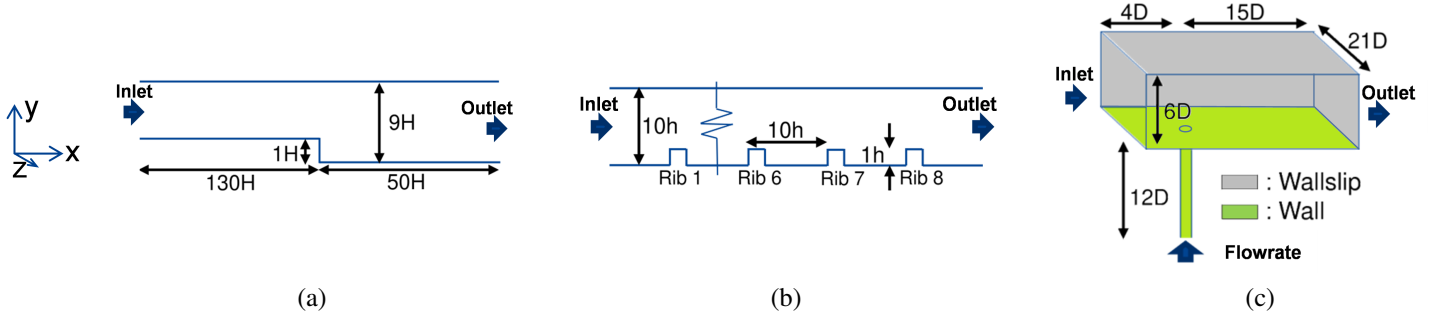 y
x
z
Inlet
Outlet
9H
1H
130H
50H
(a)
Inlet
Outlet
10h
10h
1h
Rib 1
Rib 6
Rib 7
Rib 8
(b)
4D
15D
21D
Inlet
Outlet
6D
12D
: Wallslip
: Wall
Flowrate
(c)